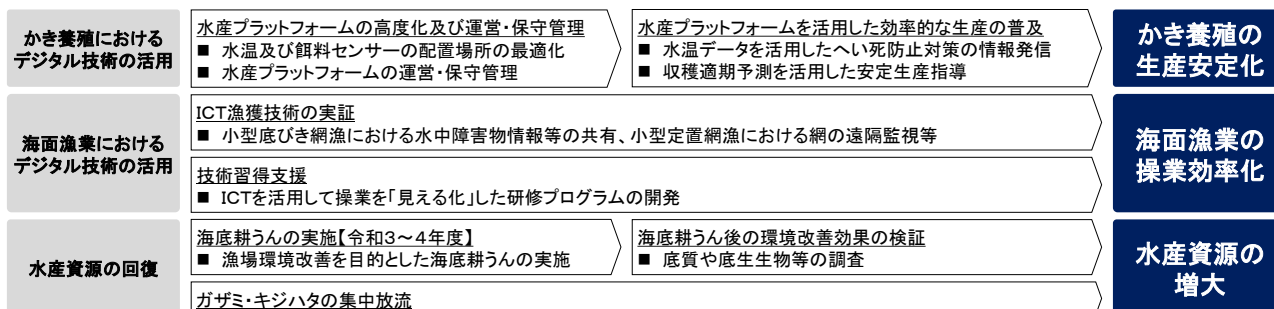 かき養殖における
デジタル技術の活用
水産プラットフォームの高度化及び運営・保守管理
■ 水温及び餌料センサーの配置場所の最適化
■ 水産プラットフォームの運営・保守管理
水産プラットフォームを活用した効率的な生産の普及
■ 水温データを活用したへい死防止対策の情報発信
■ 収穫適期予測を活用した安定生産指導
かき養殖の
生産安定化
海面漁業における
デジタル技術の活用
ICT漁獲技術の実証
■ 小型底びき網漁における水中障害物情報等の共有、小型定置網漁における網の遠隔監視等
技術習得支援
■ ICTを活用して操業を「見える化」した研修プログラムの開発
海面漁業の
操業効率化
水産資源の回復
海底耕うんの実施【令和3～4年度】
■ 漁場環境改善を目的とした海底耕うんの実施
海底耕うん後の環境改善効果の検証
■ 底質や底生生物等の調査
ガザミ・キジハタの集中放流
水産資源の
増大